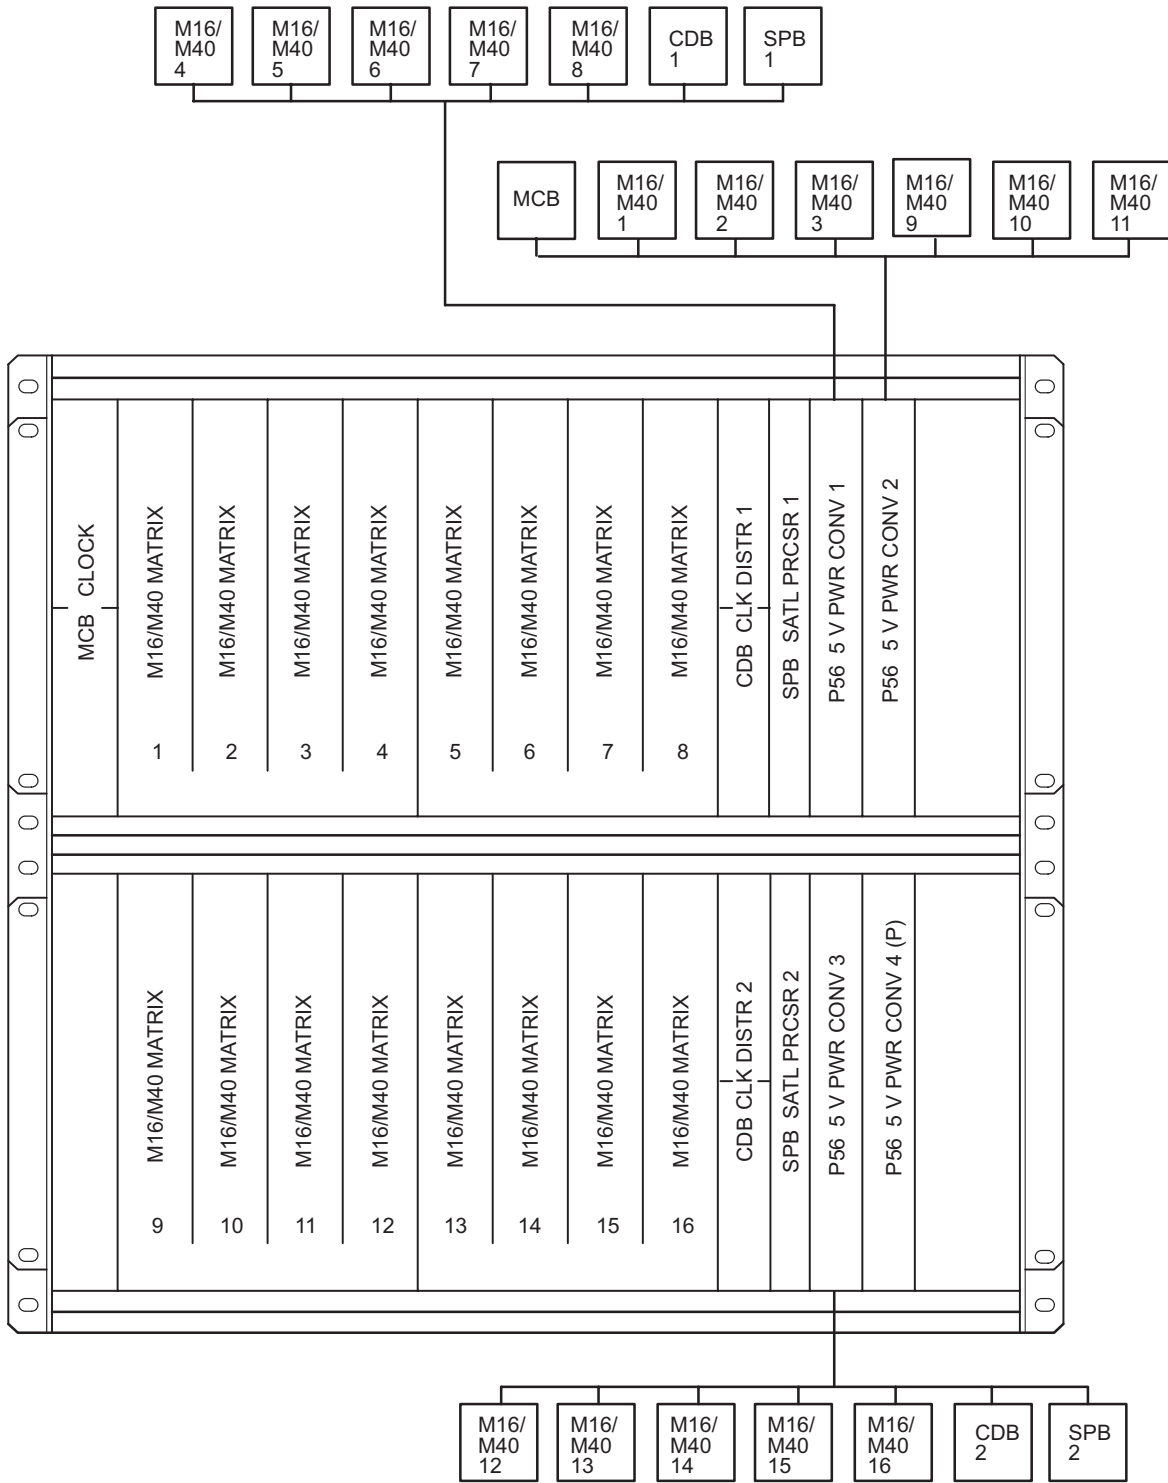 M16/
M40
4
M16/
M40
5
M16/
M40
6
M16/
M40
7
M16/
M40
8
CDB
1
SPB
1
MCB
M16/
M40
1
M16/
M40
2
M16/
M40
3
M16/
M40
9
M16/
M40
10
M16/
M40
11
MCB CLOCK
M16/M40 MATRIX
1
M16/M40 MATRIX
2
M16/M40 MATRIX
3
M16/M40 MATRIX
4
M16/M40 MATRIX
5
M16/M40 MATRIX
6
M16/M40 MATRIX
7
M16/M40 MATRIX
8
CDB CLK DISTR 1
SPB SATL PRCSR 1
P56 5 V PWR CONV 1
P56 5 V PWR CONV 2
M16/M40 MATRIX
9
M16/M40 MATRIX
10
M16/M40 MATRIX
11
M16/M40 MATRIX
12
M16/M40 MATRIX
13
M16/M40 MATRIX
14
M16/M40 MATRIX
15
M16/M40 MATRIX
16
CDB CLK DISTR 2
SPB SATL PRCSR 2
P56 5 V PWR CONV 3
P56 5 V PWR CONV 4 (P)
M16/
M40
12
M16/
M40
13
M16/
M40
14
M16/
M40
15
M16/
M40
16
CDB
2
SPB
2